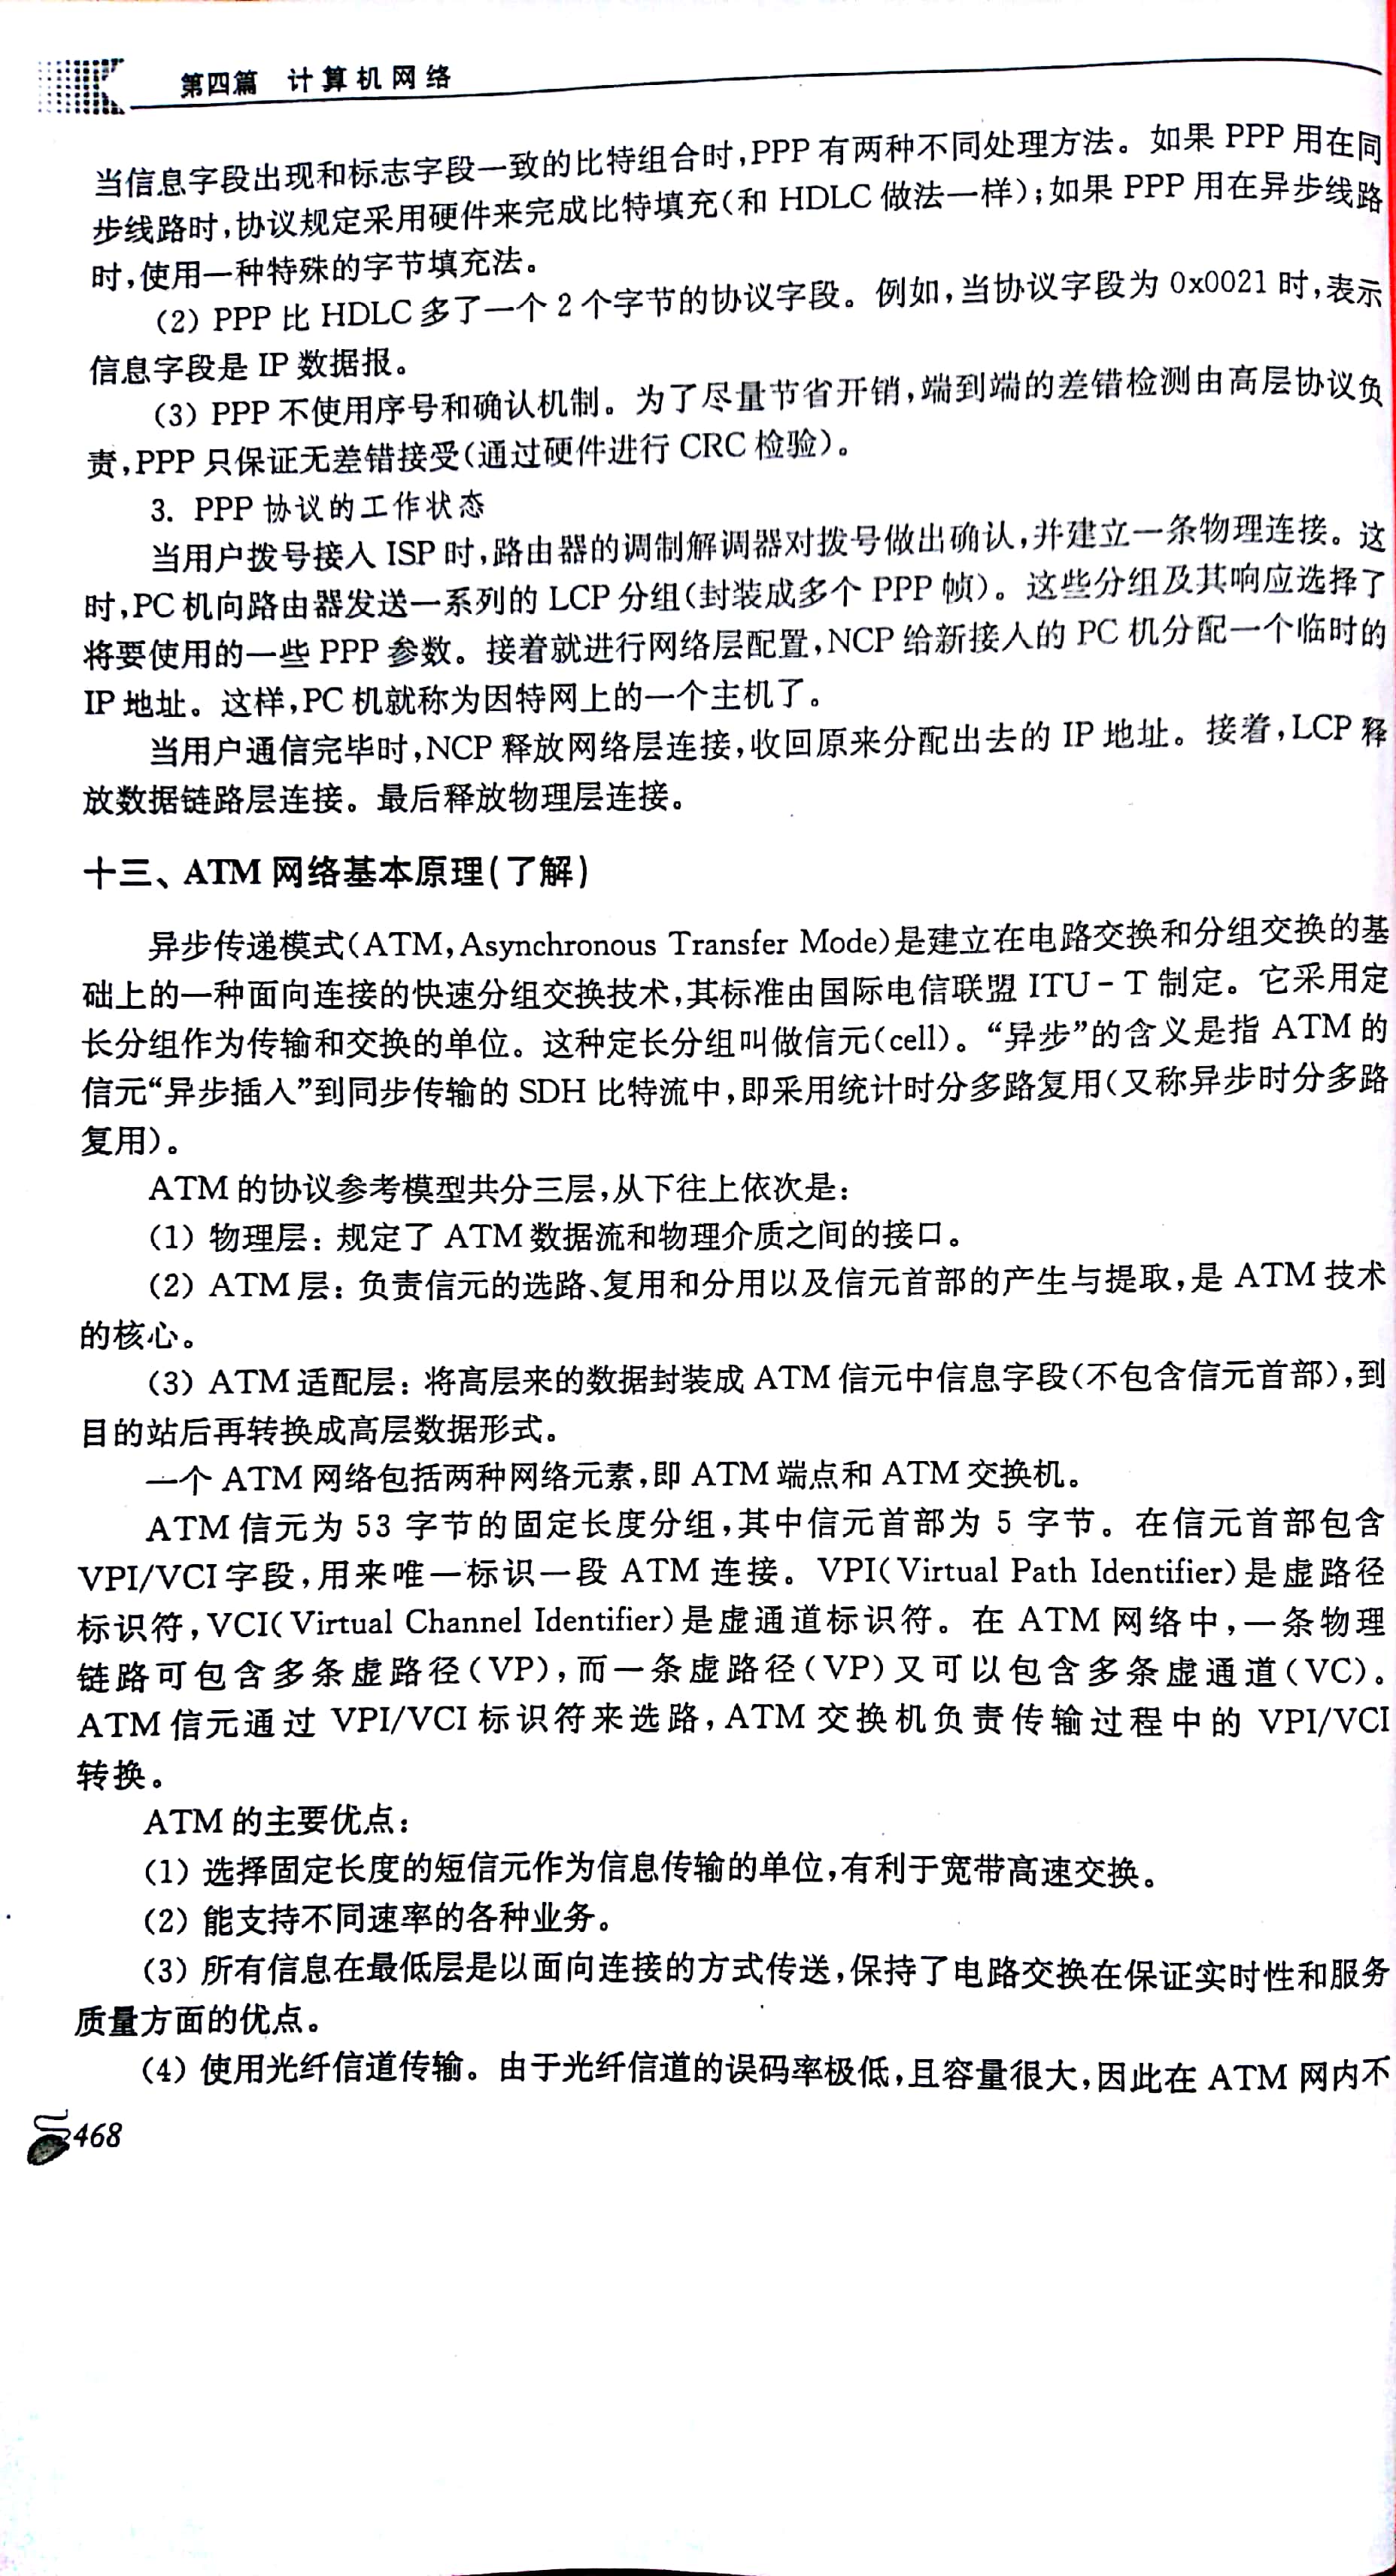 第四篇 计算机网络
当信息字段出现和标志字段一致的比特组合时,PPP 有两种不同处理方法。如果 PPP 用在同
步线路时,协议规定采用硬件来完成比特填充(和 HDLC 做法一样);如果 PPP 用在异步线路
时,使用一种特殊的字节填充法。
(2) PPP 比 HDLC 多了一个 2 个字节的协议字段。例如,当协议字段为 0x0021 时,表示
信息字段是 IP 数据报。
(3) PPP 不使用序号和确认机制。为了尽量节省开销,端到端的差错检测由高层协议负
责,PPP 只保证无差错接受(通过硬件进行 CRC 检验)。
3. PPP 协议的工作状态
当用户拨号接入 ISP 时,路由器的调制解调器对拨号做出确认,并建立一条物理连接。这
时,PC 机向路由器发送一系列的 LCP 分组(封装成多个 PPP 帧)。这些分组及其响应选择了
将要使用的一些 PPP 参数。接着就进行网络层配置,NCP 给新接入的 PC 机分配一个临时的
IP 地址。这样,PC 机就称为因特网上的一个主机了。
当用户通信完毕时,NCP 释放网络层连接,收回原来分配出去的 IP 地址。接着,LCP 释
放数据链路层连接。最后释放物理层连接。
十三、ATM 网络基本原理(了解)
异步传递模式(ATM,Asynchronous Transfer Mode)是建立在电路交换和分组交换的基
础上的一种面向连接的快速分组交换技术,其标准由国际电信联盟 ITU-T 制定。它采用定
长分组作为传输和交换的单位。这种定长分组叫做信元(cell)。“异步”的含义是指 ATM 的
信元“异步插入”到同步传输的 SDH 比特流中,即采用统计时分多路复用(又称异步时分多路
复用)。
ATM 的协议参考模型共分三层,从下往上依次是:
(1) 物理层:规定了 ATM 数据流和物理介质之间的接口。
(2) ATM 层:负责信元的选路、复用和分用以及信元首部的产生与提取,是 ATM 技术
的核心。
(3) ATM 适配层:将高层来的数据封装成 ATM 信元中信息字段(不包含信元首部),到
目的站后再转换成高层数据形式。
一个 ATM 网络包括两种网络元素,即 ATM 端点和 ATM 交换机。
ATM 信元为 53 字节的固定长度分组,其中信元首部为 5 字节。在信元首部包含
VPI/VCI 字段,用来唯一标识一段 ATM 连接。VPI(Virtual Path Identifier)是虚路径
标识符,VCI(Virtual Channel Identifier)是虚通道标识符。在 ATM 网络中,一条物理
链路可包含多条虚路径(VP),而一条虚路径(VP)又可以包含多条虚通道(VC)。
ATM 信元通过 VPI/VCI 标识符来选路,ATM 交换机负责传输过程中的 VPI/VCI
转换。
ATM 的主要优点:
(1) 选择固定长度的短信元作为信息传输的单位,有利于宽带高速交换。
(2) 能支持不同速率的各种业务。
(3) 所有信息在最低层是以面向连接的方式传送,保持了电路交换在保证实时性和服务
质量方面的优点。
(4) 使用光纤信道传输。由于光纤信道的误码率极低,且容量很大,因此在 ATM 网内不
468